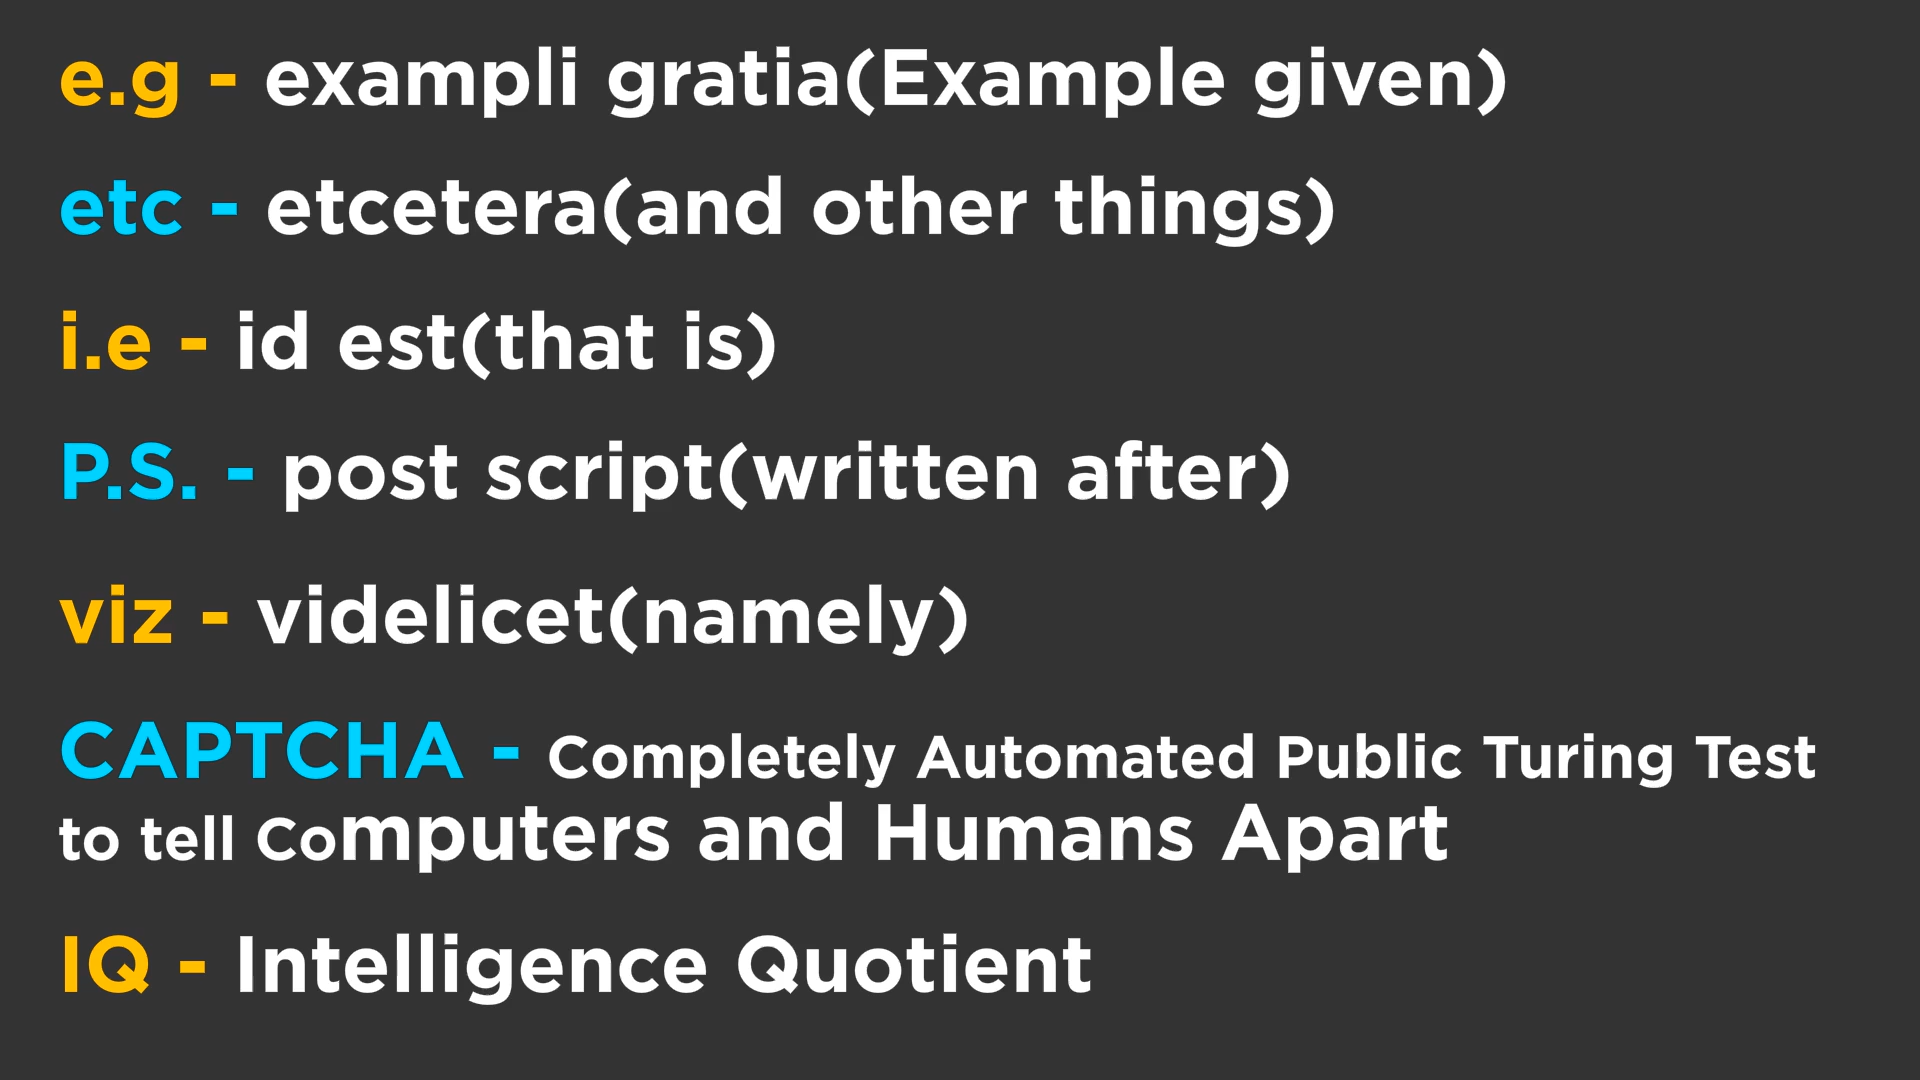 e.g - exampli gratia(Example given)
etc - etcetera(and other things)
i.e - id est(that is)
P.S. - post script(written after)
viz - videlicet(namely)
CAPTCHA - Completely Automated Public Turing Test
to tell Computers and Humans Apart
IQ - Intelligence Quotient